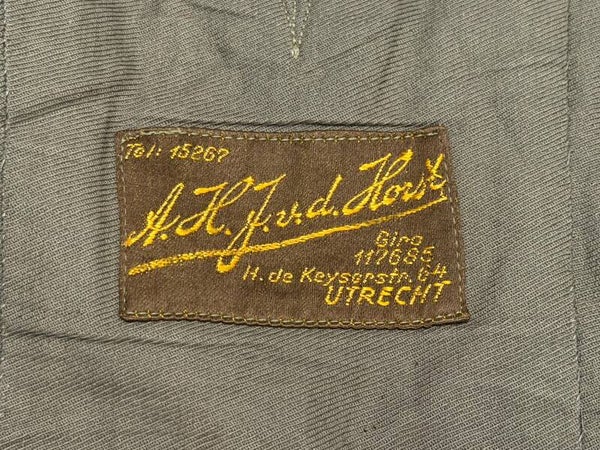 Tel: 15267
A. H. J. v. d. Horst
Giro
117685
H. de Keyserstr. 64
UTRECHT